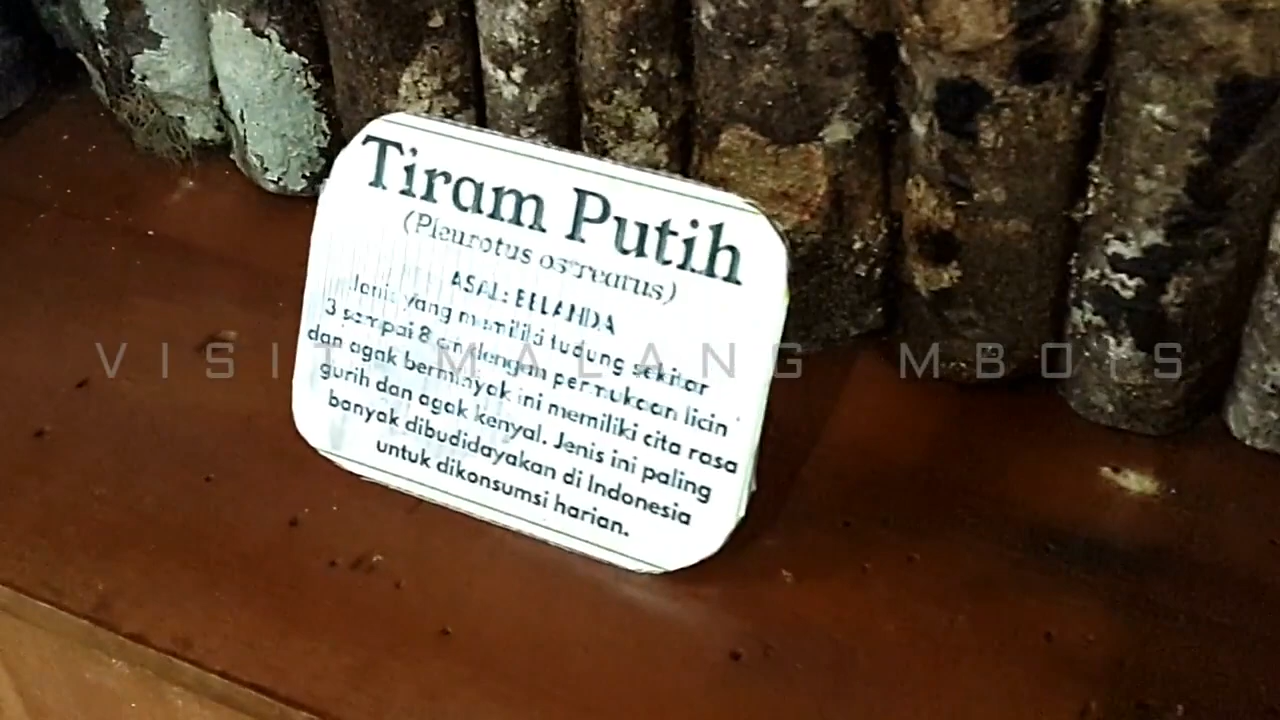 Tiram Putih
(Pleurotus ostreatus)
ASAL: BELANDA
Jenis yang memiliki tudung sekitar
3 sampai 8 cm dengan permukaan licin
dan agak berminyak ini memiliki cita rasa
gurih dan agak kenyal. Jenis ini paling
banyak dibudidayakan di Indonesia
untuk dikonsumsi harian.
VISIT MALANG MBOIS